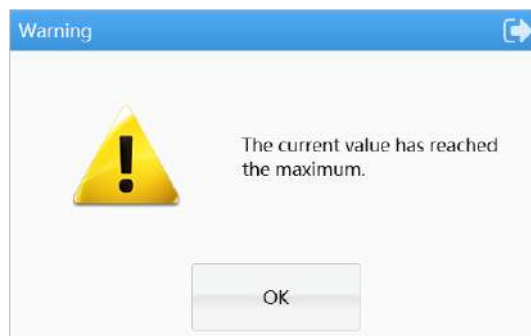 Warning
The current value has reached
the maximum.
OK